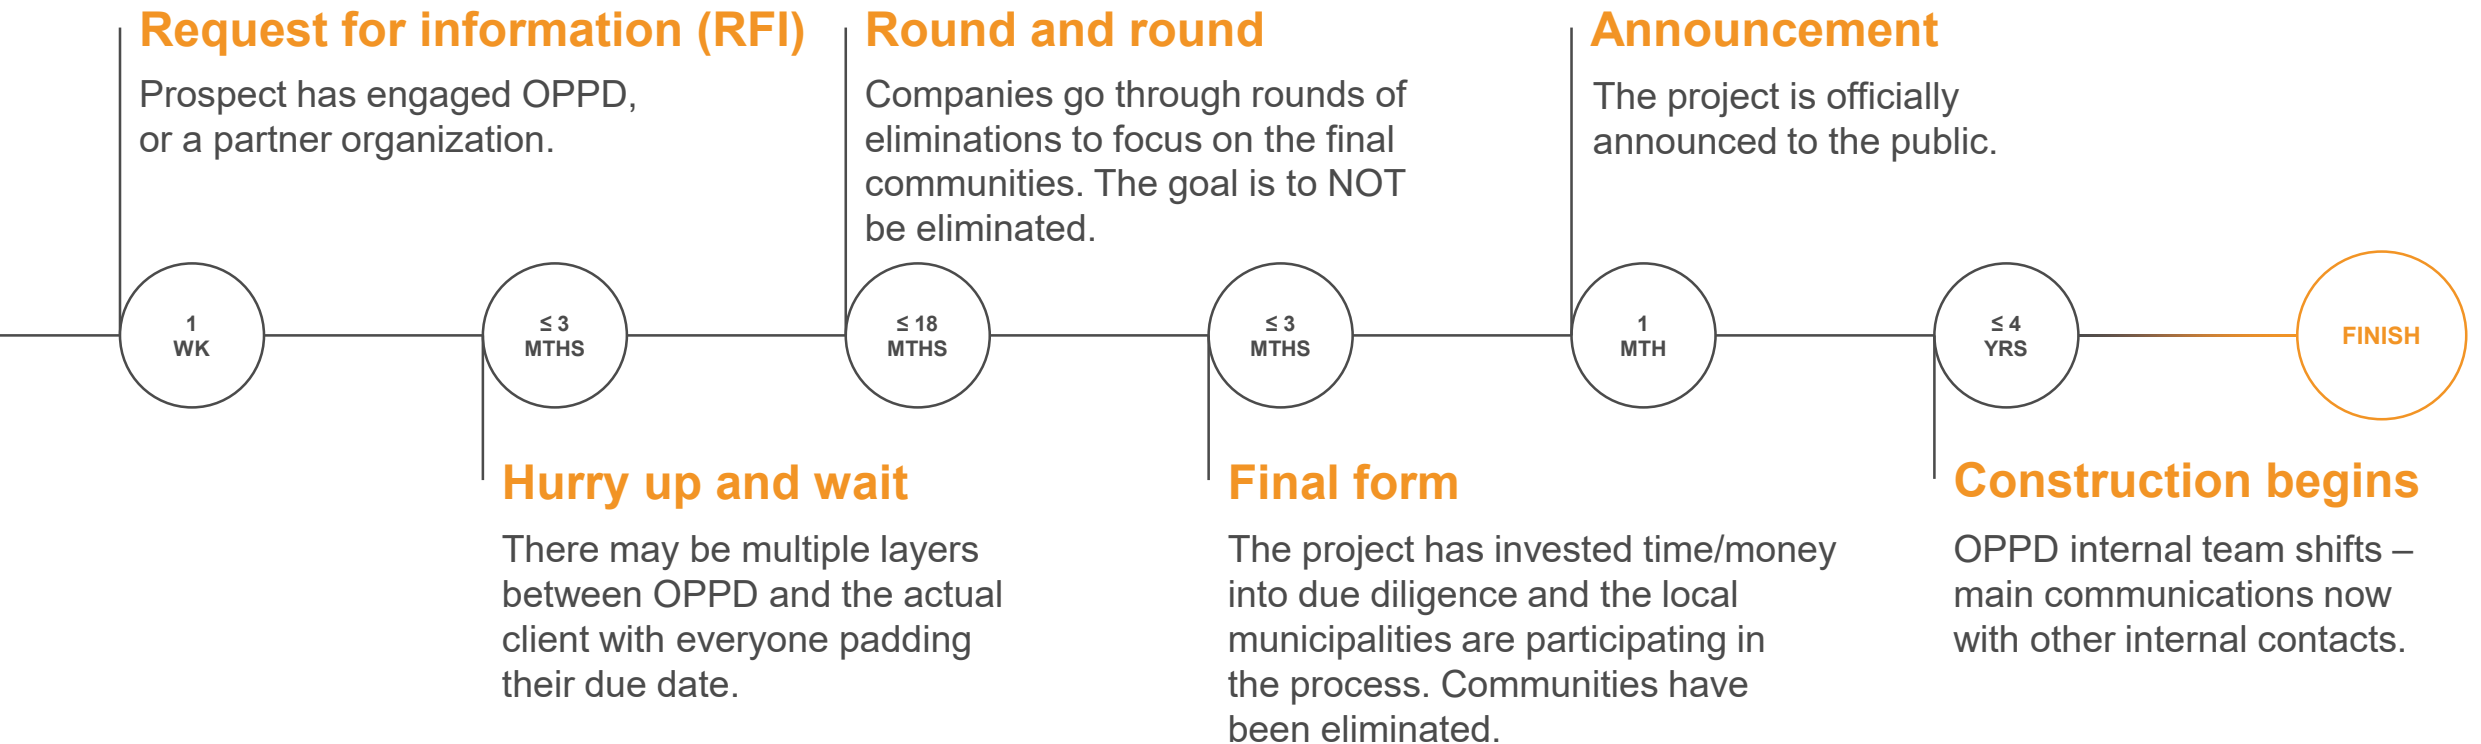 Request for information (RFI)
Prospect has engaged OPPD,
or a partner organization.
1
WK
Hurry up and wait
There may be multiple layers
between OPPD and the actual
client with everyone padding
their due date.
≤ 3
MTHS
Round and round
Companies go through rounds of
eliminations to focus on the final
communities. The goal is to NOT
be eliminated.
≤ 18
MTHS
Final form
The project has invested time/money
into due diligence and the local
municipalities are participating in
the process. Communities have
been eliminated.
≤ 3
MTHS
Announcement
The project is officially
announced to the public.
1
MTH
Construction begins
OPPD internal team shifts –
main communications now
with other internal contacts.
≤ 4
YRS
FINISH